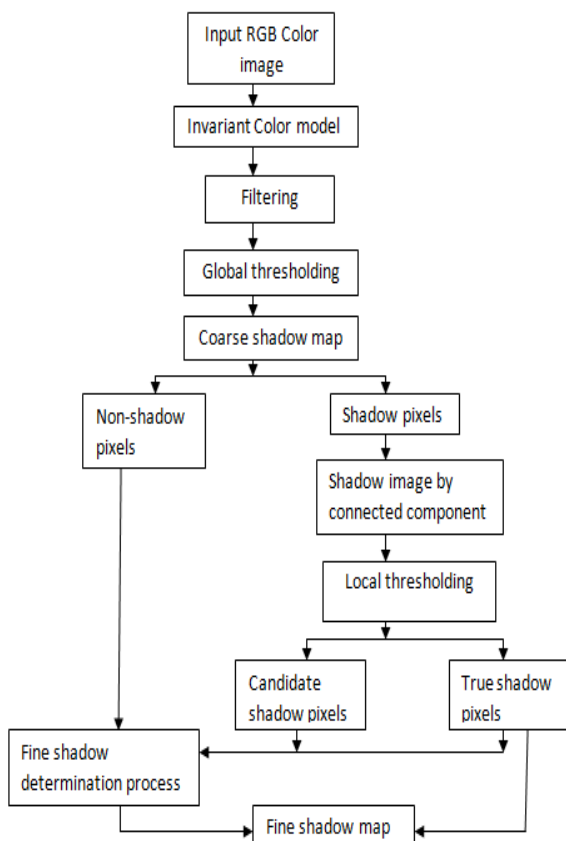 Input RGB Color
image
Invariant Color model
Filtering
Global thresholding
Coarse shadow map
Non-shadow
pixels
Shadow pixels
Shadow image by
connected component
Local thresholding
Candidate
shadow pixels
True shadow
pixels
Fine shadow
determination process
Fine shadow map